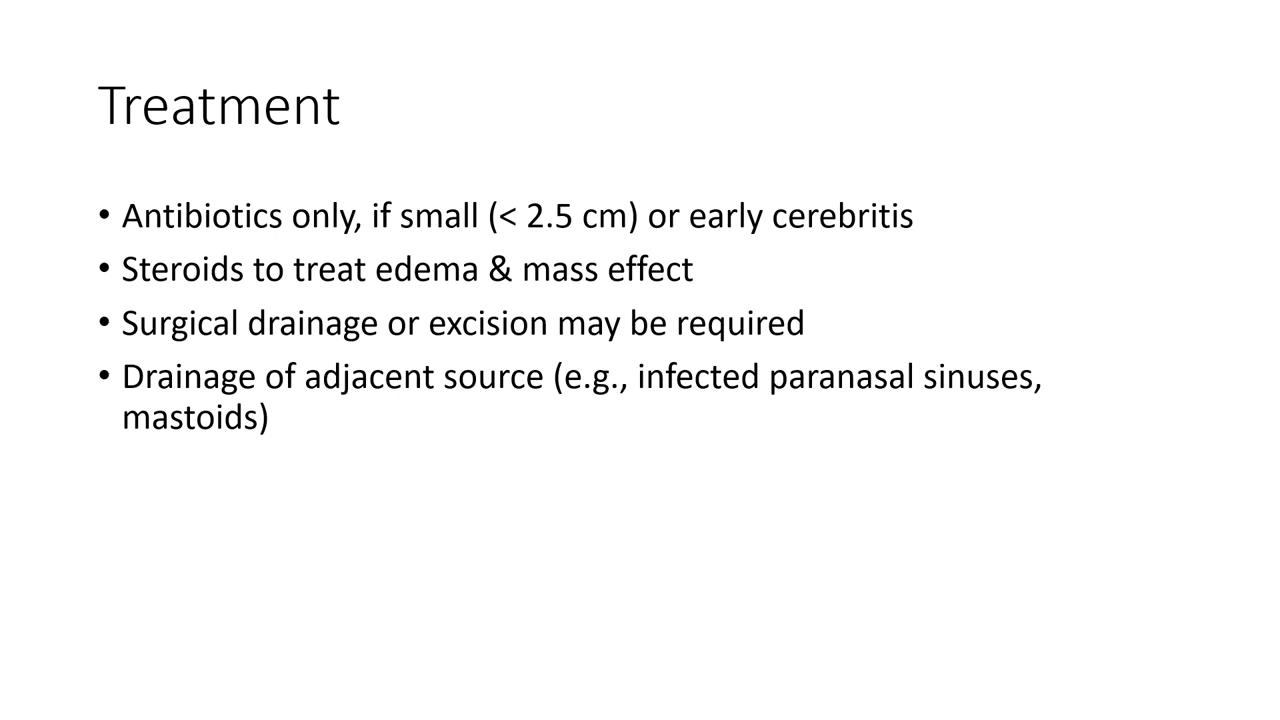 Treatment
• Antibiotics only, if small (< 2.5 cm) or early cerebritis
• Steroids to treat edema & mass effect
• Surgical drainage or excision may be required
• Drainage of adjacent source (e.g., infected paranasal sinuses,
mastoids)